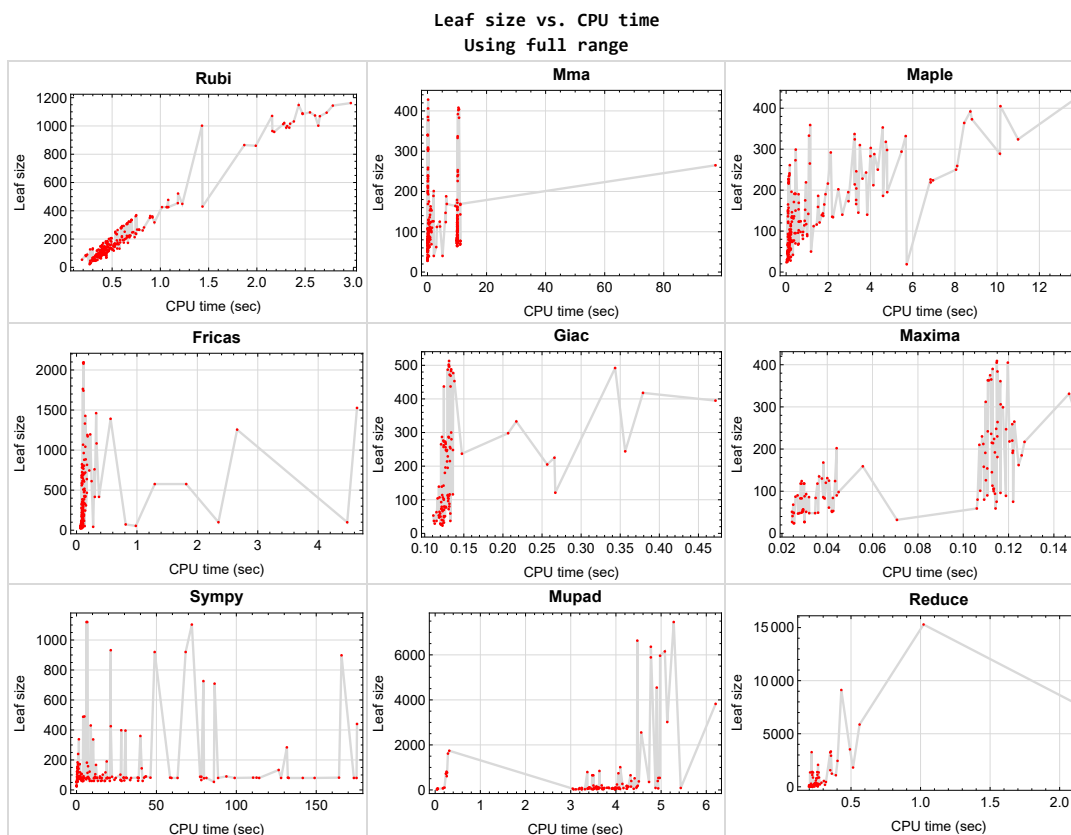 Leaf size vs. CPU time
Using full range
Rubi
Leaf size
1200
1000
800
600
400
200
0
0.5 1.0 1.5 2.0 2.5 3.0
CPU time (sec)
Mma
Leaf size
400
300
200
100
0
0 20 40 60 80
CPU time (sec)
Maple
Leaf size
400
300
200
100
0
0 2 4 6 8 10 12
CPU time (sec)
Fricas
Leaf size
2000
1500
1000
500
0
0 1 2 3 4
CPU time (sec)
Giac
Leaf size
500
400
300
200
100
0
0.10 0.15 0.20 0.25 0.30 0.35 0.40 0.45
CPU time (sec)
Maxima
Leaf size
400
300
200
100
0
0.02 0.04 0.06 0.08 0.10 0.12 0.14
CPU time (sec)
Sympy
Leaf size
1000
800
600
400
200
0
0 50 100 150
CPU time (sec)
Mupad
Leaf size
6000
4000
2000
0
0 1 2 3 4 5 6
CPU time (sec)
Reduce
Leaf size
15 000
10 000
5000
0
0.5 1.0 1.5 2.0
CPU time (sec)